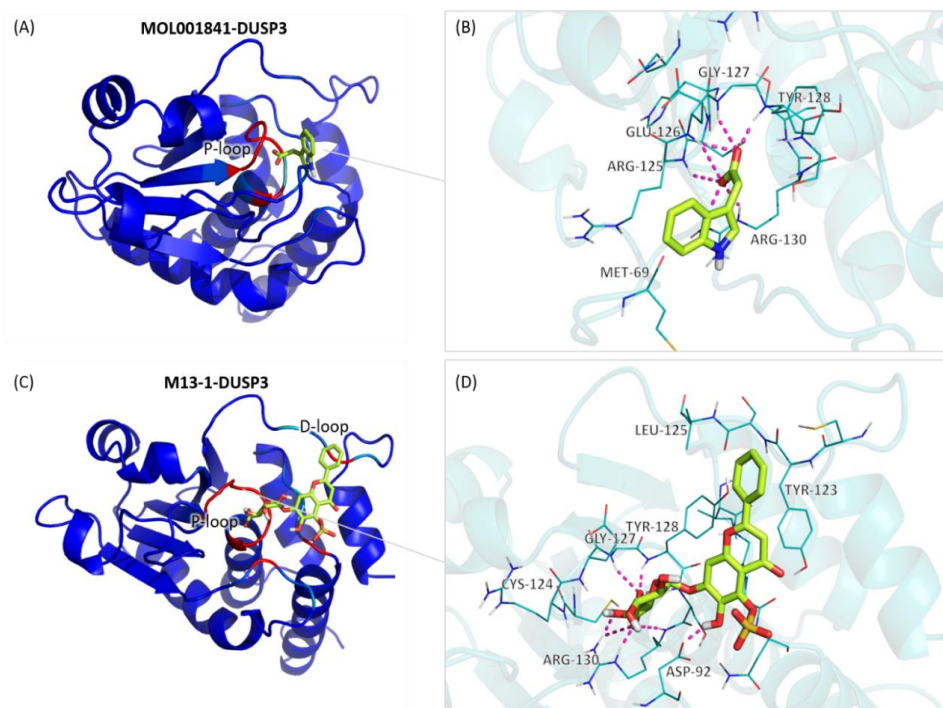 (A)
MOL001841-DUSP3
P-loop
(B)
GLY-127
TYR-128
GLU-126
ARG-125
ARG-130
MET-69
(C)
M13-1-DUSP3
D-loop
P-loop
(D)
LEU-125
TYR-123
TYR-128
GLY-127
CYS-124
ARG-130
ASP-92